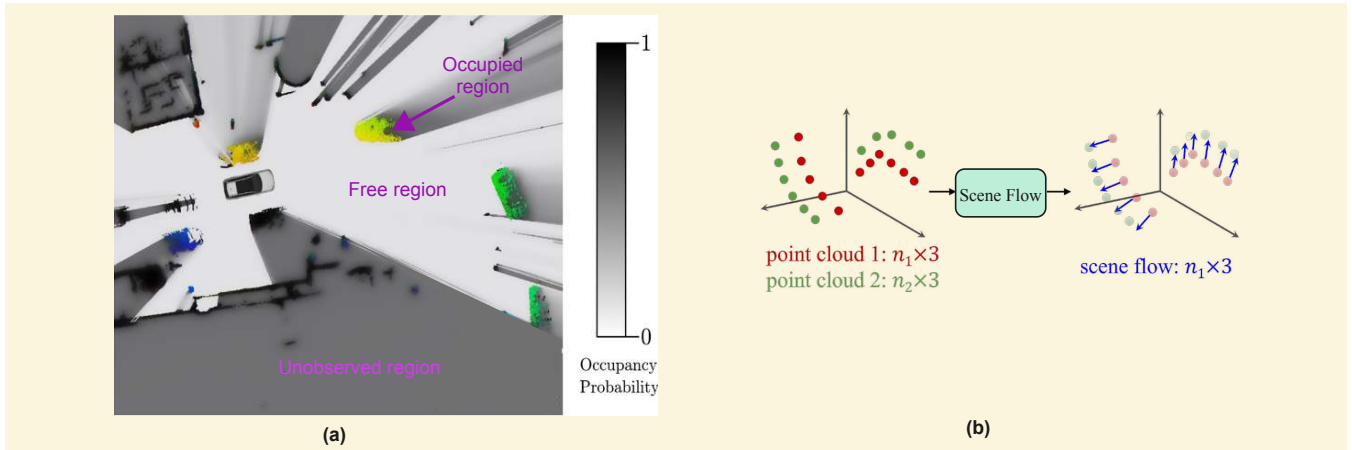 Occupied
region
Free region
Unobserved region
1
0
Occupancy
Probability
(a)
Scene Flow
point cloud 1: n₁×3
point cloud 2: n₂×3
scene flow: n₁×3
(b)